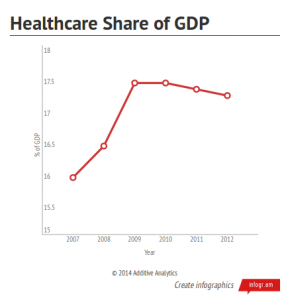 Healthcare Share of GDP
18
17.5
17
16.5
16
15.5
15
% of GDP
2007 2008 2009 2010 2011 2012
Year
© 2014 Additive Analytics
Create infographics infogr.am